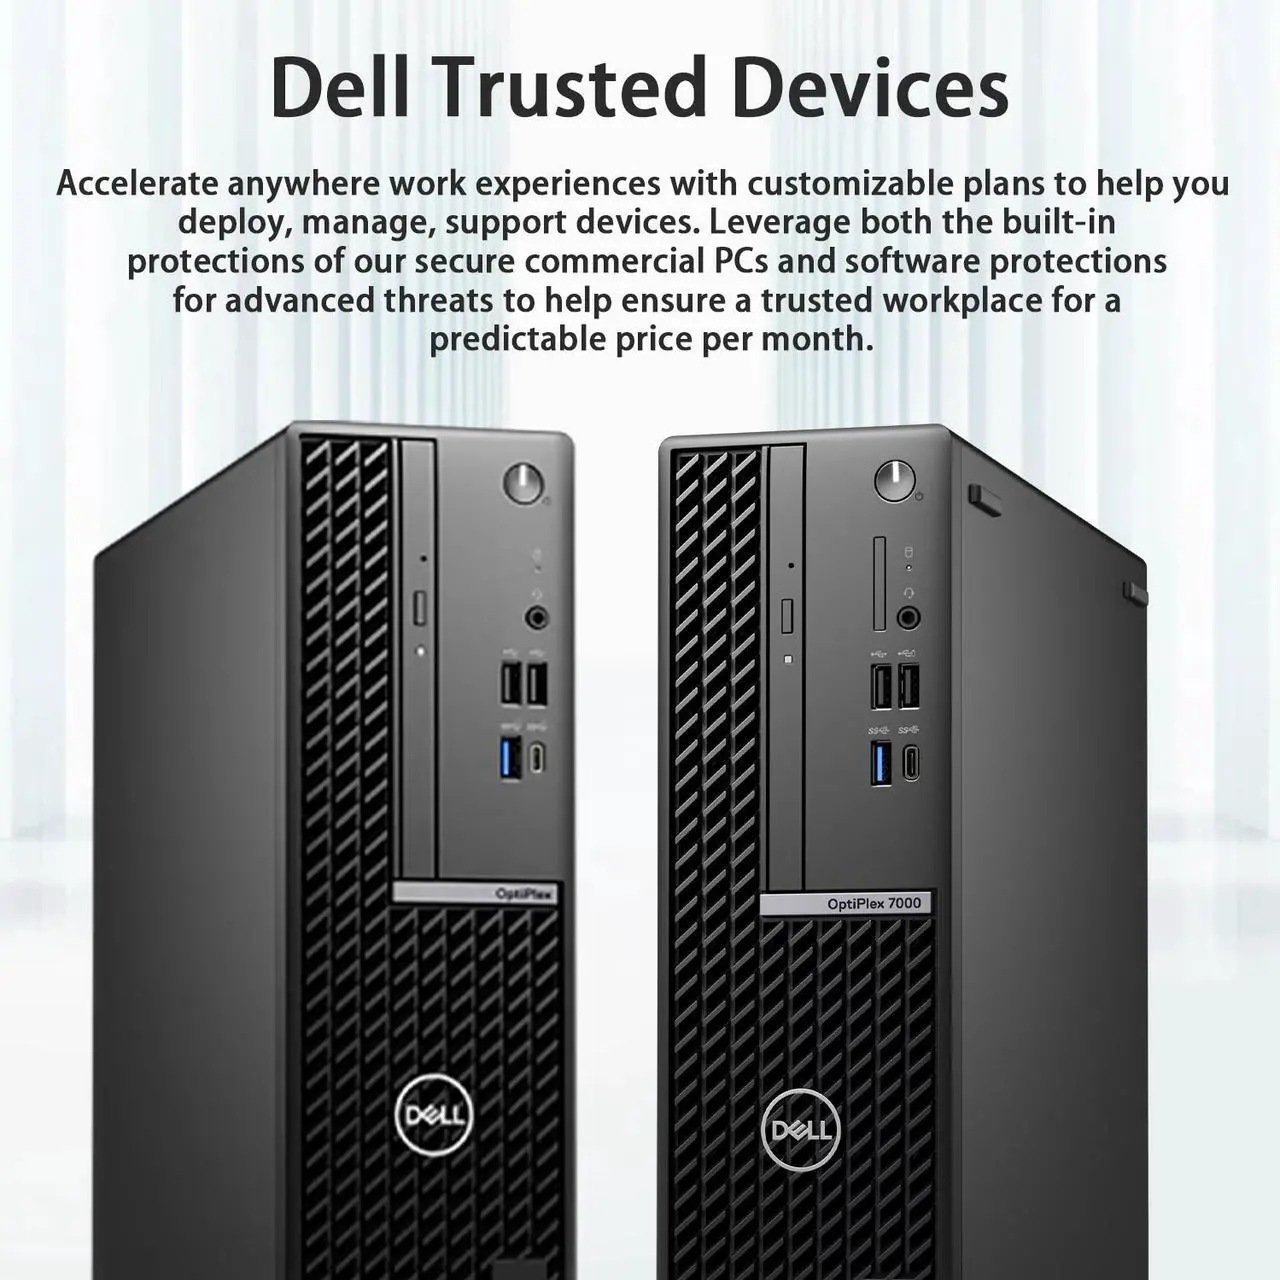 Dell Trusted Devices
Accelerate anywhere work experiences with customizable plans to help you
deploy, manage, support devices. Leverage both the built-in
protections of our secure commercial PCs and software protections
for advanced threats to help ensure a trusted workplace for a
predictable price per month.
OptiPlex
OptiPlex 7000
DELL
DELL